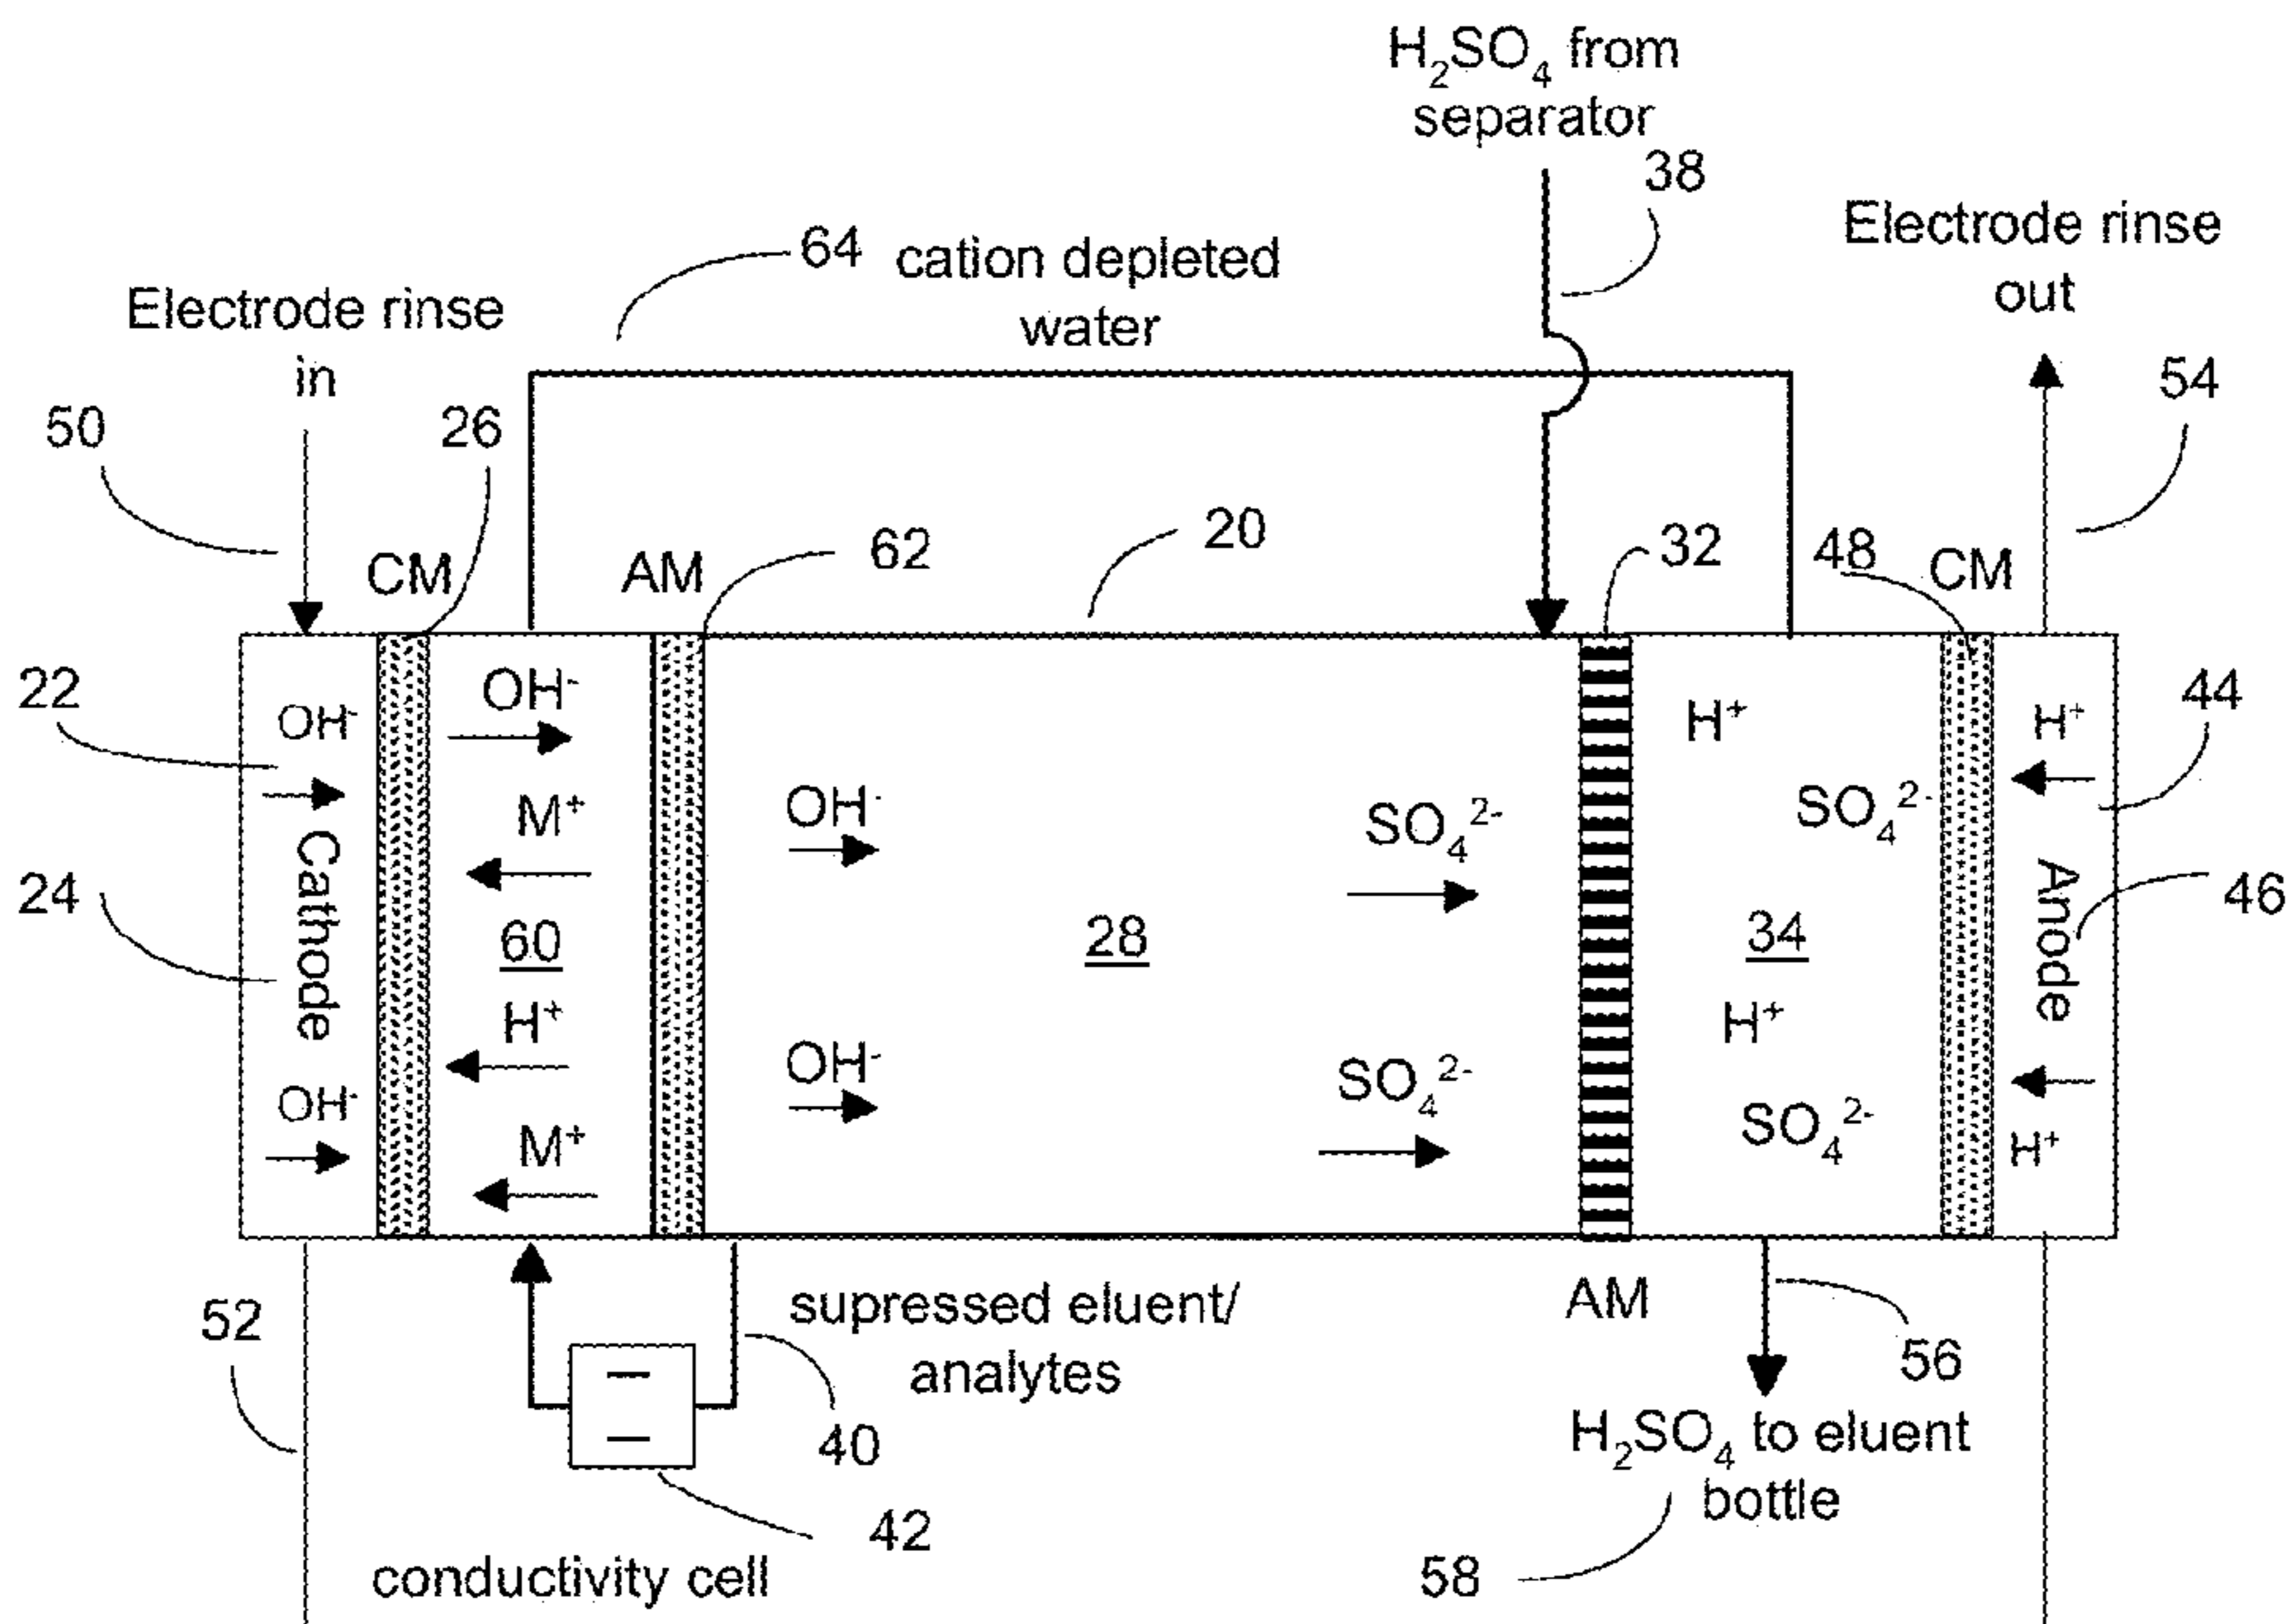 H₂SO₄ from
separator
38
64 cation depleted
water
Electrode rinse
out
Electrode rinse
in
50
26
54
CM
AM
62
20
32
48
CM
22
24
OH⁻
OH⁻
Cathode
OH⁻
M⁺
60
H⁺
M⁺
OH⁻
OH⁻
28
SO₄²⁻
SO₄²⁻
H⁺
SO₄²⁻
34
H⁺
SO₄²⁻
H⁺
Anode
H⁺
44
46
52
supressed eluent/
analytes
40
42
conductivity cell
AM
56
H₂SO₄ to eluent
bottle
58